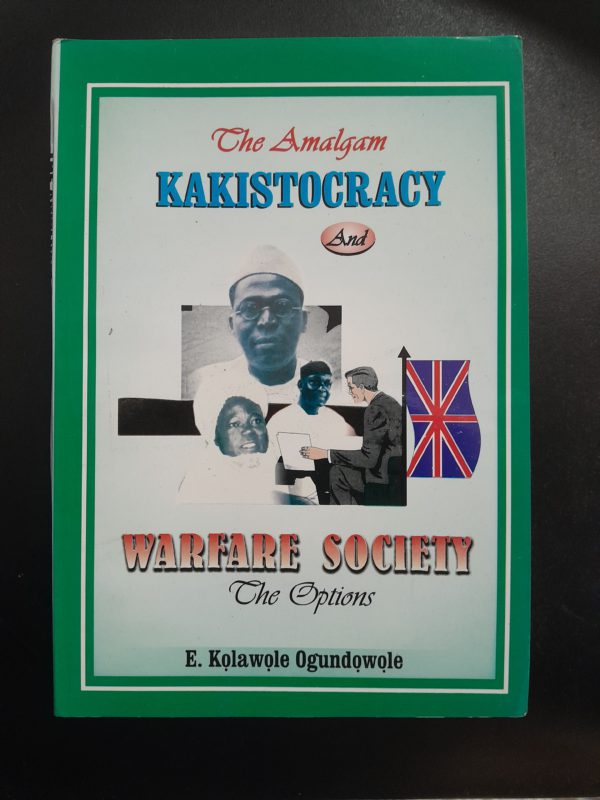 The Amalgam
KAKISTOCRACY
And
WARFARE SOCIETY
The Options
E. Kọlawọle Ogundọwọle